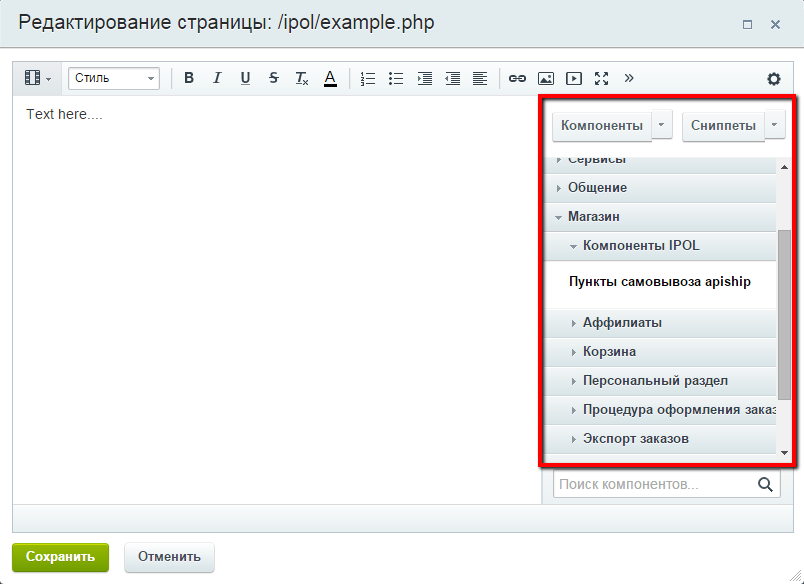 Редактирование страницы: /ipol/example.php
Стиль
B I U S Tx A
Text here....
Компоненты
Сниппеты
Сервисы
Общение
Магазин
Компоненты IPOL
Пункты самовывоза apiship
Аффилиаты
Корзина
Персональный раздел
Процедура оформления заказ
Экспорт заказов
Поиск компонентов...
Сохранить
Отменить